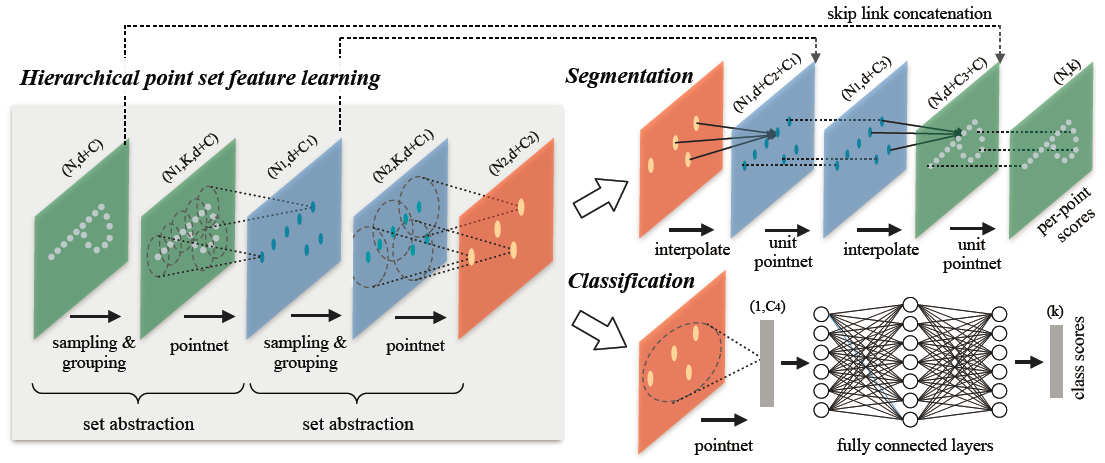 skip link concatenation
Hierarchical point set feature learning
(N,d+C)
(N1,K,d+C)
(N1,d+C1)
(N2,K,d+C1)
(N2,d+C2)
sampling &
grouping
pointnet
sampling &
grouping
pointnet
set abstraction
set abstraction
Segmentation
(N1,d+C2+C1)
(N1,d+C3)
(N,d+C3+C)
(N,k)
interpolate
unit
pointnet
interpolate
unit
pointnet
per-point
scores
Classification
(1,C4)
(k)
class scores
pointnet
fully connected layers